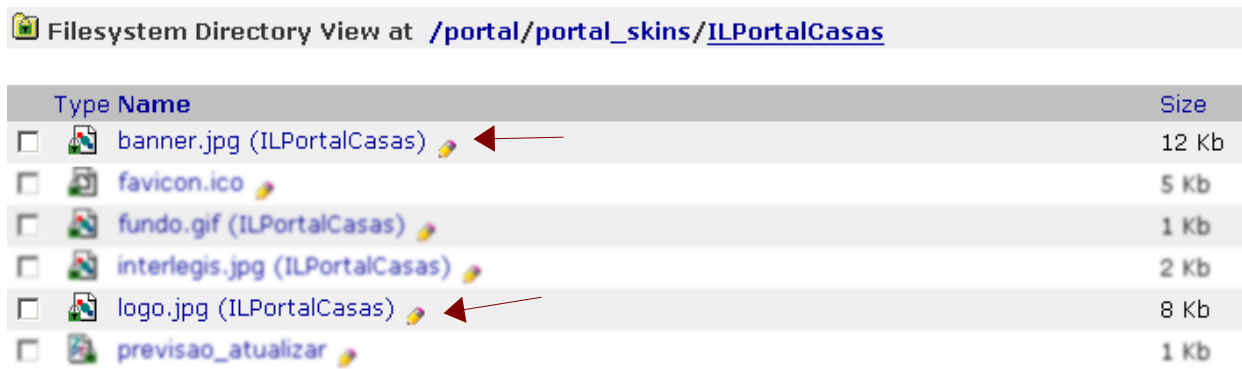 Filesystem Directory View at /portal/portal_skins/ILPortalCasas
Type Name Size
banner.jpg (ILPortalCasas) 12 Kb
favicon.ico 5 Kb
fundo.gif (ILPortalCasas) 1 Kb
interlegis.jpg (ILPortalCasas) 2 Kb
logo.jpg (ILPortalCasas) 8 Kb
previsao_atualizar 1 Kb